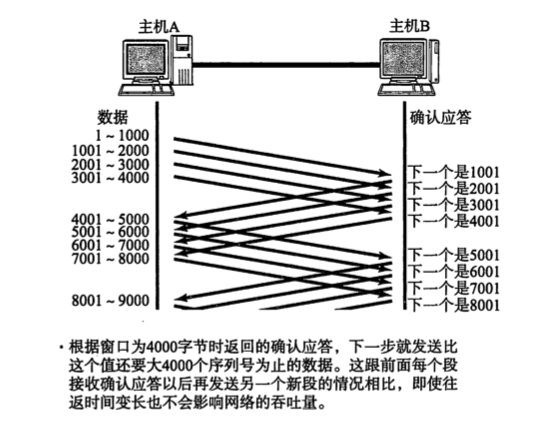 主机A
主机B
数据
确认应答
1～1000
1001～2000
2001～3000
3001～4000
下一个是1001
下一个是2001
下一个是3001
下一个是4001
4001～5000
5001～6000
6001～7000
7001～8000
下一个是5001
下一个是6001
下一个是7001
下一个是8001
8001～9000
·根据窗口为4000字节时返回的确认应答，下一步就发送比
这个值还要大4000个序列号为止的数据。这跟前面每个段
接收确认应答以后再发送另一个新段的情况相比，即使往
返时间变长也不会影响网络的吞吐量。